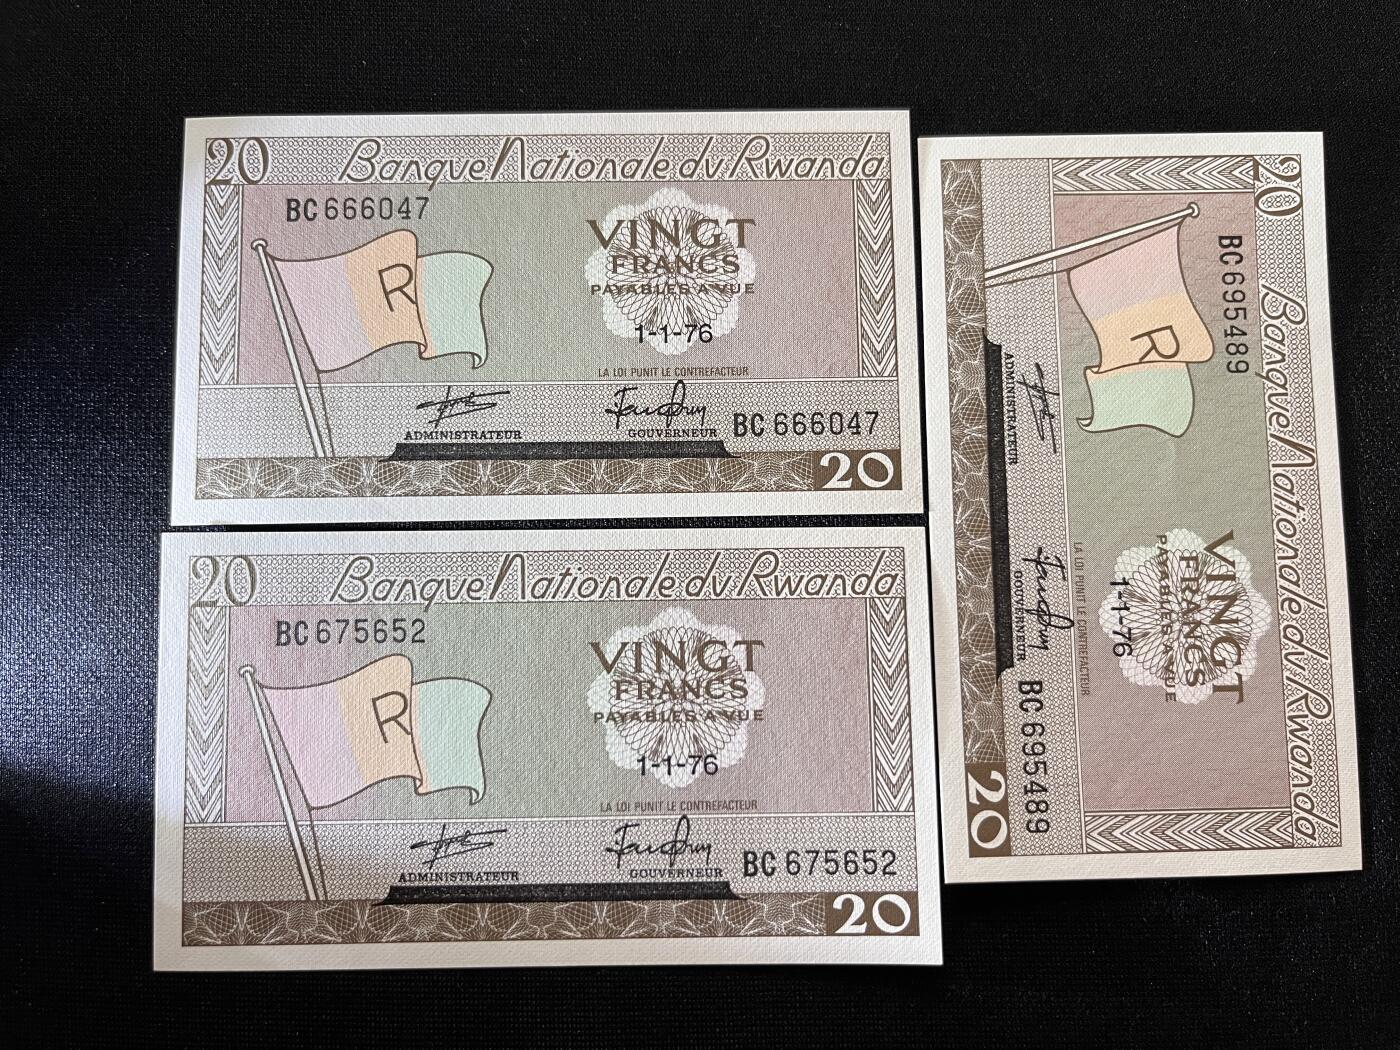 20 Banque Nationale du Rwanda
BC 666047
R
VINGT
FRANCS
PAYABLES A VUE
1-1-76
LA LOI PUNIT LE CONTREFACTEUR
ADMINISTRATEUR
GOUVERNEUR
BC 666047
20
20 Banque Nationale du Rwanda
BC 675652
R
VINGT
FRANCS
PAYABLES A VUE
1-1-76
LA LOI PUNIT LE CONTREFACTEUR
ADMINISTRATEUR
GOUVERNEUR
BC 675652
20
20 Banque Nationale du Rwanda
BC 695489
R
VINGT
FRANCS
PAYABLES A VUE
1-1-76
LA LOI PUNIT LE CONTREFACTEUR
ADMINISTRATEUR
GOUVERNEUR
BC 695489
20